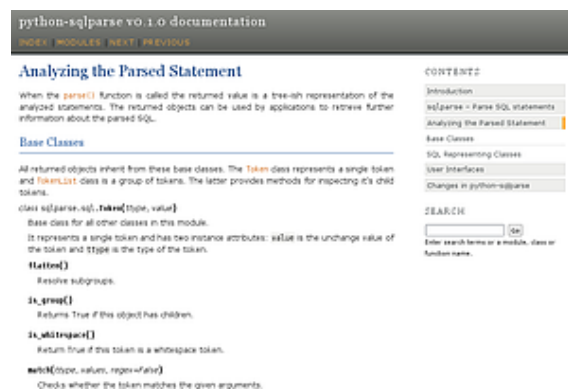 python-sqlparse v0.1.0 documentation
INDEX | MODULES | NEXT | PREVIOUS
Analyzing the Parsed Statement
When the parse() function is called the returned value is a tree-ish representation of the
analyzed statements. The returned objects can be used by applications to retrieve further
information about the parsed SQL.
Base Classes
All returned objects inherit from these base classes. The Token class represents a single token
and TokenList class is a group of tokens. The latter provides methods for inspecting it's child
tokens.
class sqlparse.sql.Token(ttype, value)
Base class for all other classes in this module.
It represents a single token and has two instance attributes: value is the unchange value of
the token and ttype is the type of the token.
flatten()
Resolve subgroups.
is_group()
Returns True if this object has children.
is_whitespace()
Return True if this token is a whitespace token.
match(ttype, values, regex=False)
Checks whether the token matches the given arguments.
CONTENTS
Introduction
sqlparse – Parse SQL statements
Analyzing the Parsed Statement
Base Classes
SQL Representing Classes
User Interfaces
Changes in python-sqlparse
SEARCH
Go
Enter search terms or a module, class or
function name.